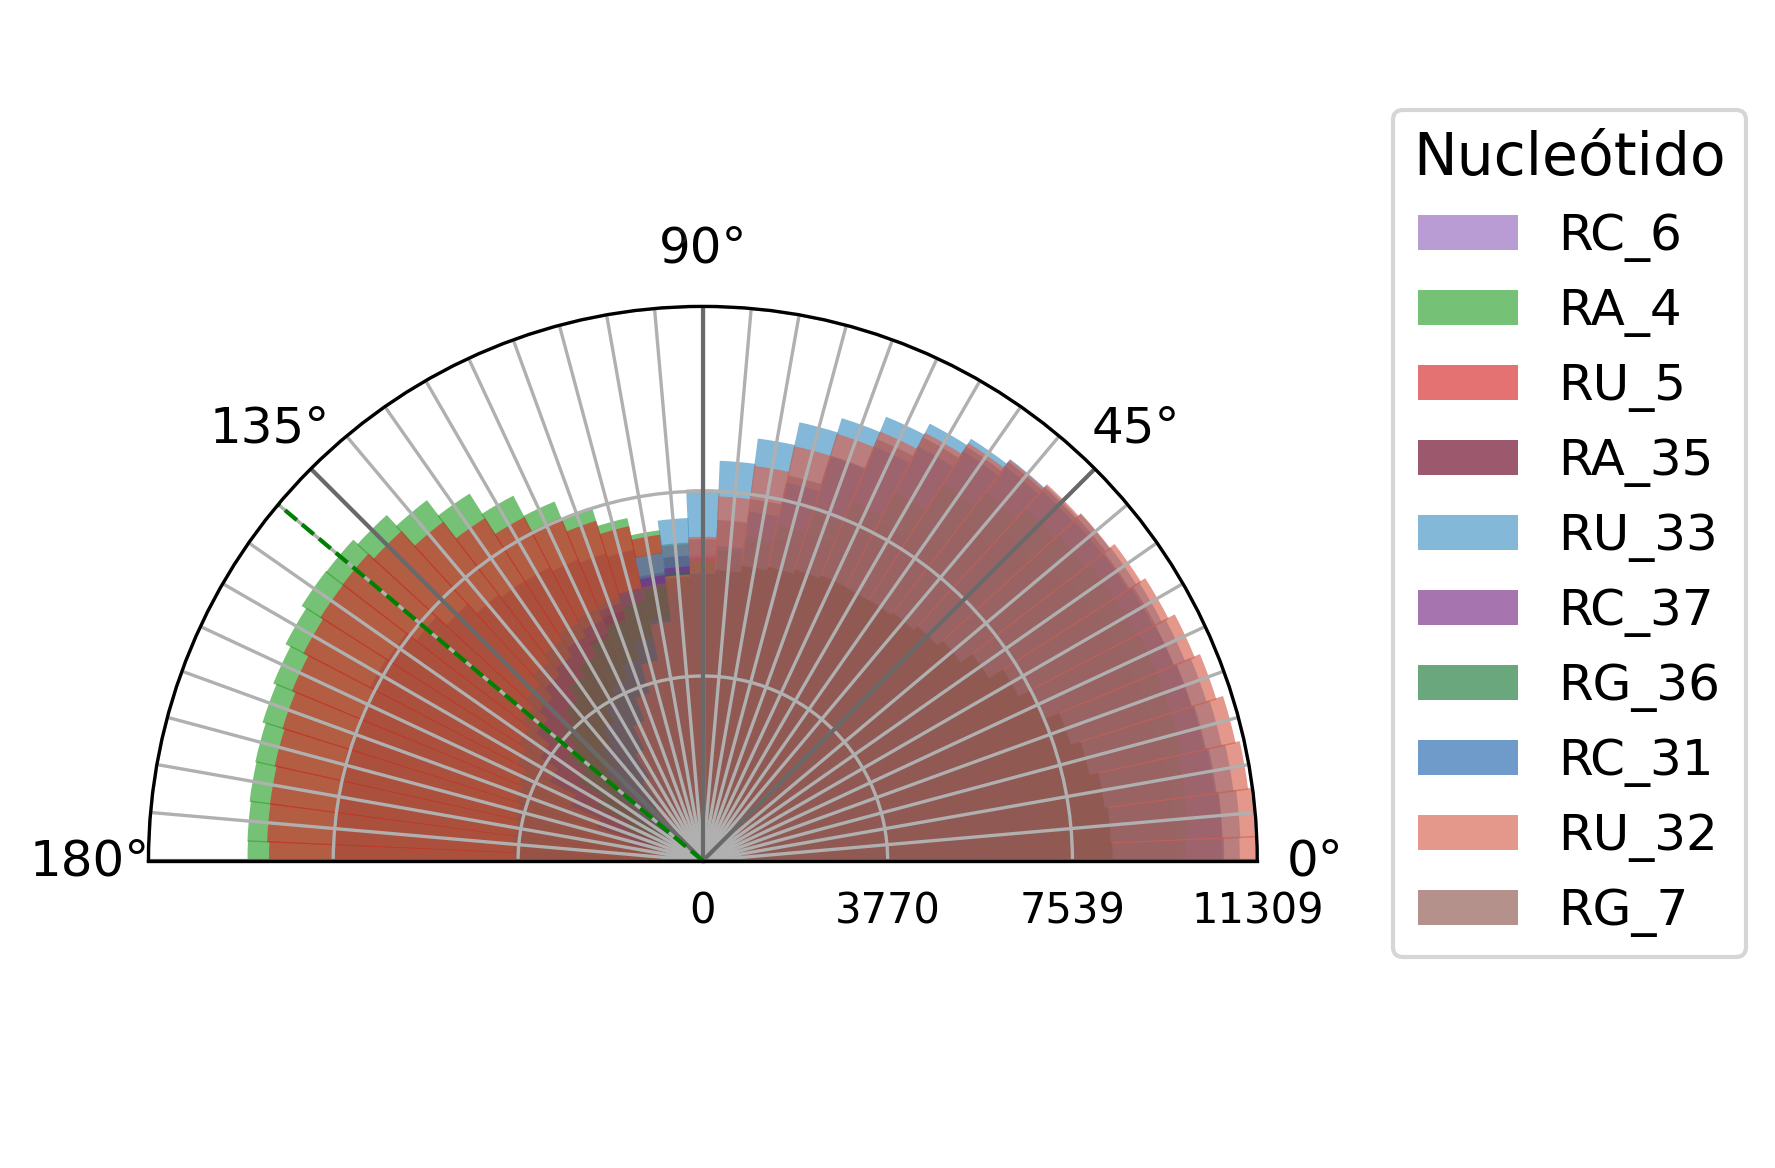 90°
135°
45°
180°
0°
0
3770
7539
11309
Nucleótido
RC_6
RA_4
RU_5
RA_35
RU_33
RC_37
RG_36
RC_31
RU_32
RG_7